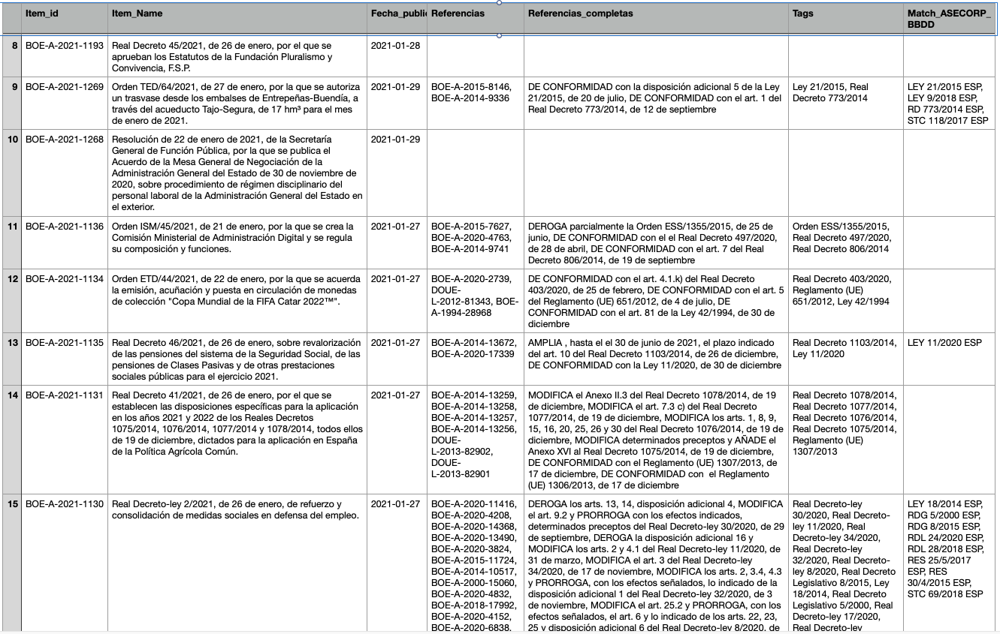 Item_id
Item_Name
Fecha_public
Referencias
Referencias_completas
Tags
Match_ASECORP_
BBDD
8
BOE-A-2021-1193
Real Decreto 45/2021, de 26 de enero, por el que se
aprueban los Estatutos de la Fundación Pluralismo y
Convivencia, F.S.P.
2021-01-28
9
BOE-A-2021-1269
Orden TED/64/2021, de 27 de enero, por la que se autoriza
un trasvase desde los embalses de Entrepeñas-Buendía, a
través del acueducto Tajo-Segura, de 17 hm³ para el mes
de enero de 2021.
2021-01-29
BOE-A-2015-8146,
BOE-A-2014-9336
DE CONFORMIDAD con la disposición adicional 5 de la Ley
21/2015, de 20 de julio, DE CONFORMIDAD con el art. 1 del
Real Decreto 773/2014, de 12 de septiembre
Ley 21/2015, Real
Decreto 773/2014
LEY 21/2015 ESP,
LEY 9/2018 ESP,
RD 773/2014 ESP,
STC 118/2017 ESP
10
BOE-A-2021-1268
Resolución de 22 de enero de 2021, de la Secretaría
General de Función Pública, por la que se publica el
Acuerdo de la Mesa General de Negociación de la
Administración General del Estado de 30 de noviembre de
2020, sobre procedimiento de régimen disciplinario del
personal laboral de la Administración General del Estado en
el exterior.
2021-01-29
11
BOE-A-2021-1136
Orden ISM/45/2021, de 21 de enero, por la que se crea la
Comisión Ministerial de Administración Digital y se regula
su composición y funciones.
2021-01-27
BOE-A-2015-7627,
BOE-A-2020-4763,
BOE-A-2014-9741
DEROGA parcialmente la Orden ESS/1355/2015, de 25 de
junio, DE CONFORMIDAD con el el Real Decreto 497/2020,
de 28 de abril, DE CONFORMIDAD con el art. 7 del Real
Decreto 806/2014, de 19 de septiembre
Orden ESS/1355/2015,
Real Decreto 497/2020,
Real Decreto 806/2014
12
BOE-A-2021-1134
Orden ETD/44/2021, de 22 de enero, por la que se acuerda
la emisión, acuñación y puesta en circulación de monedas
de colección "Copa Mundial de la FIFA Catar 2022™".
2021-01-27
BOE-A-2020-2739,
DOUE-
L-2012-81343, BOE-
A-1994-28968
DE CONFORMIDAD con el art. 4.1.k) del Real Decreto
403/2020, de 25 de febrero, DE CONFORMIDAD con el art. 5
del Reglamento (UE) 651/2012, de 4 de julio, DE
CONFORMIDAD con el art. 81 de la Ley 42/1994, de 30 de
diciembre
Real Decreto 403/2020,
Reglamento (UE)
651/2012, Ley 42/1994
13
BOE-A-2021-1135
Real Decreto 46/2021, de 26 de enero, sobre revalorización
de las pensiones del sistema de la Seguridad Social, de las
pensiones de Clases Pasivas y de otras prestaciones
sociales públicas para el ejercicio 2021.
2021-01-27
BOE-A-2014-13672,
BOE-A-2020-17339
AMPLIA , hasta el el 30 de junio de 2021, el plazo indicado
del art. 10 del Real Decreto 1103/2014, de 26 de diciembre,
DE CONFORMIDAD con la Ley 11/2020, de 30 de diciembre
Real Decreto 1103/2014,
Ley 11/2020
LEY 11/2020 ESP
14
BOE-A-2021-1131
Real Decreto 41/2021, de 26 de enero, por el que se
establecen las disposiciones específicas para la aplicación
en los años 2021 y 2022 de los Reales Decretos
1075/2014, 1076/2014, 1077/2014 y 1078/2014, todos ellos
de 19 de diciembre, dictados para la aplicación en España
de la Política Agrícola Común.
2021-01-27
BOE-A-2014-13259,
BOE-A-2014-13258,
BOE-A-2014-13257,
BOE-A-2014-13256,
DOUE-
L-2013-82902,
DOUE-
L-2013-82901
MODIFICA el Anexo II.3 del Real Decreto 1078/2014, de 19
de diciembre, MODIFICA el art. 7.3 c) del Real Decreto
1077/2014, de 19 de diciembre, MODIFICA los arts. 1, 8, 9,
15, 16, 20, 25, 26 y 30 del Real Decreto 1076/2014, de 19 de
diciembre, MODIFICA determinados preceptos y AÑADE el
Anexo XVI al Real Decreto 1075/2014, de 19 de diciembre,
DE CONFORMIDAD con el Reglamento (UE) 1307/2013, de
17 de diciembre, DE CONFORMIDAD con  el Reglamento
(UE) 1306/2013, de 17 de diciembre
Real Decreto 1078/2014,
Real Decreto 1077/2014,
Real Decreto 1076/2014,
Real Decreto 1075/2014,
Reglamento (UE)
1307/2013
15
BOE-A-2021-1130
Real Decreto-ley 2/2021, de 26 de enero, de refuerzo y
consolidación de medidas sociales en defensa del empleo.
2021-01-27
BOE-A-2020-11416,
BOE-A-2020-4208,
BOE-A-2020-14368,
BOE-A-2020-13490,
BOE-A-2020-3824,
BOE-A-2015-11724,
BOE-A-2014-10517,
BOE-A-2000-15060,
BOE-A-2020-4832,
BOE-A-2018-17992,
BOE-A-2020-4152,
BOE-A-2020-6838,
DEROGA los arts. 13, 14, disposición adicional 4, MODIFICA
el art. 9.2 y PRORROGA con los efectos indicados,
determinados preceptos del Real Decreto-ley 30/2020, de 29
de septiembre, DEROGA la disposición adicional 16 y
MODIFICA los arts. 2 y 4.1 del Real Decreto-ley 11/2020, de
31 de marzo, MODIFICA el art. 3 del Real Decreto-ley
34/2020, de 17 de noviembre, MODIFICA los arts. 2, 3.4, 4.3
y PRORROGA, con los efectos señalados, lo indicado de la
disposición adicional 1 del Real Decreto-ley 32/2020, de 3
de noviembre, MODIFICA el art. 25.2 y PRORROGA, con los
efectos señalados, el art. 6 y lo indicado de los arts. 22, 23,
25 y disposición adicional 6 del Real Decreto-ley 8/2020, de
Real Decreto-ley
30/2020, Real Decreto-
ley 11/2020, Real
Decreto-ley 34/2020,
Real Decreto-ley
32/2020, Real Decreto-
ley 8/2020, Real Decreto
Legislativo 8/2015, Ley
18/2014, Real Decreto
Legislativo 5/2000, Real
Decreto-ley 17/2020,
Real Decreto-ley
LEY 18/2014 ESP,
RDG 5/2000 ESP,
RDG 8/2015 ESP,
RDL 24/2020 ESP,
RDL 28/2018 ESP,
RES 25/5/2017
ESP, RES
30/4/2015 ESP,
STC 69/2018 ESP